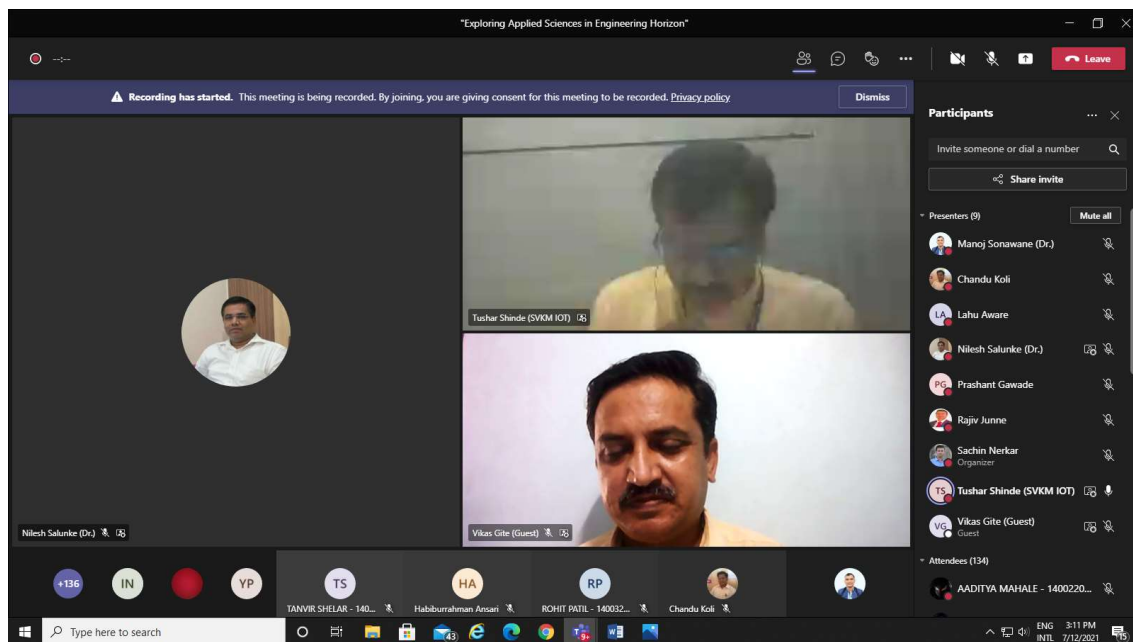 "Exploring Applied Sciences in Engineering Horizon"
--:--
Leave
Recording has started. This meeting is being recorded. By joining, you are giving consent for this meeting to be recorded. Privacy policy
Dismiss
Participants
Invite someone or dial a number
Share invite
Presenters (9)
Mute all
Manoj Sonawane (Dr.)
Chandu Koli
LA
Lahu Aware
Nilesh Salunke (Dr.)
PG
Prashant Gawade
Rajiv Junne
Sachin Nerkar
Organizer
TS
Tushar Shinde (SVKM IOT)
VG
Vikas Gite (Guest)
Guest
Attendees (134)
AADITYA MAHALE - 1400220...
Tushar Shinde (SVKM IOT)
Nilesh Salunke (Dr.)
Vikas Gite (Guest)
+136
IN
YP
TS
TANVIR SHELAR - 140...
HA
Habiburrahman Ansari
RP
ROHIT PATIL - 140032...
Chandu Koli
Type here to search
43
9+
W
ENG
INTL
3:11 PM
7/12/2021
15